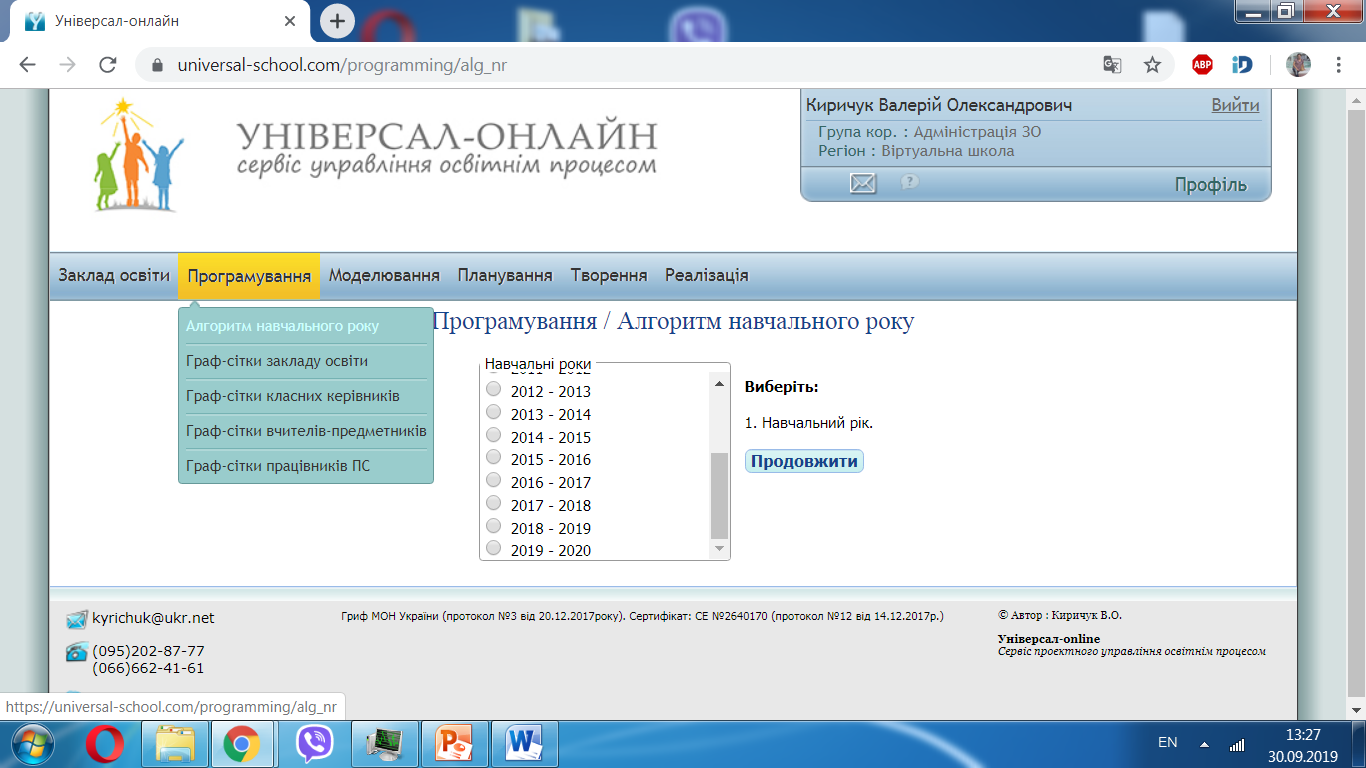 Універсал-онлайн
universal-school.com/programming/alg_nr
ABP
УНІВЕРСАЛ-ОНЛАЙН
сервіс управління освітнім процесом
Киричук Валерій Олександрович
Вийти
Група кор. : Адміністрація ЗО
Регіон : Віртуальна школа
Профіль
Заклад освіти Програмування Моделювання Планування Творення Реалізація
Алгоритм навчального року
Граф-сітки закладу освіти
Граф-сітки класних керівників
Граф-сітки вчителів-предметників
Граф-сітки працівників ПС
Програмування / Алгоритм навчального року
Навчальні роки
2011 - 2012
2012 - 2013
2013 - 2014
2014 - 2015
2015 - 2016
2016 - 2017
2017 - 2018
2018 - 2019
2019 - 2020
Виберіть:
1. Навчальний рік.
Продовжити
kyrichuk@ukr.net
(095)202-87-77
(066)662-41-61
Гриф МОН України (протокол №3 від 20.12.2017року). Сертифікат: СЕ №2640170 (протокол №12 від 14.12.2017р.)
© Автор : Киричук В.О.
Універсал-online
Сервіс проектного управління освітнім процесом
https://universal-school.com/programming/alg_nr
EN
13:27
30.09.2019